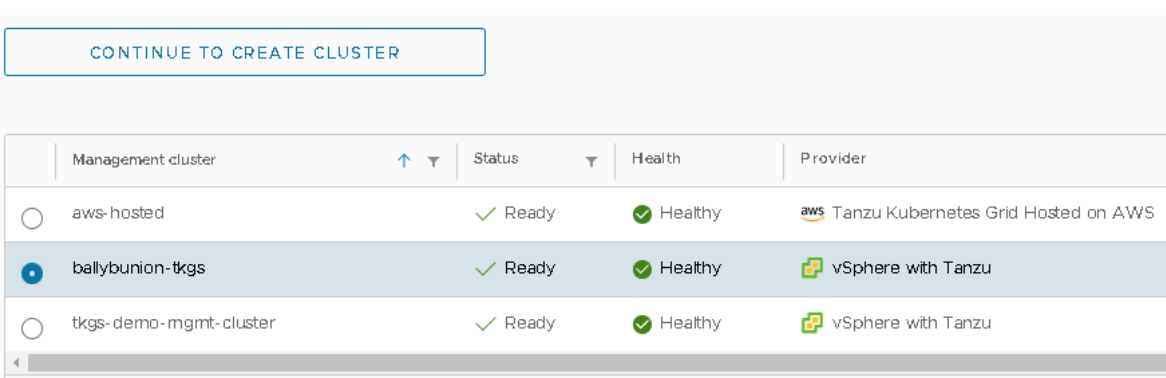 CONTINUE TO CREATE CLUSTER
Management cluster Status Health Provider
aws-hosted Ready Healthy aws Tanzu Kubernetes Grid Hosted on AWS
ballybunion-tkgs Ready Healthy vSphere with Tanzu
tkgs-demo-mgmt-cluster Ready Healthy vSphere with Tanzu